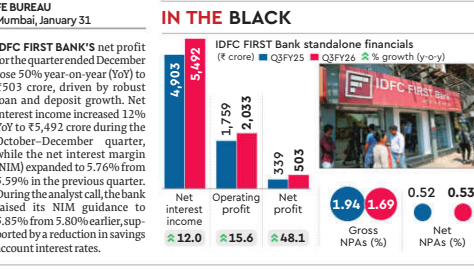 FE BUREAU
Mumbai, January 31
IDFC FIRST BANK'S net profit
for the quarter ended December
rose 50% year-on-year (YoY) to
₹503 crore, driven by robust
loan and deposit growth. Net
interest income increased 12%
YoY to ₹5,492 crore during the
October–December quarter,
while the net interest margin
(NIM) expanded to 5.76% from
5.59% in the previous quarter.
During the analyst call, the bank
raised its NIM guidance to
5.85% from 5.80% earlier, sup-
ported by a reduction in savings
account interest rates.
IN THE BLACK
IDFC FIRST Bank standalone financials
(₹ crore) Q3FY25 Q3FY26 % growth (y-o-y)
4,903
5,492
1,759
2,033
339
503
Net
interest
income
Operating
profit
Net
profit
12.0
15.6
48.1
IDFC FIRST Bank
1.94
1.69
Gross
NPAs (%)
0.52
0.53
Net
NPAs (%)